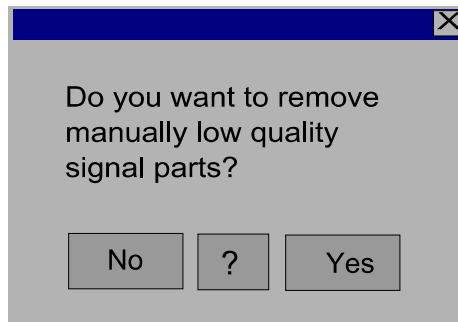 Do you want to remove
manually low quality
signal parts?
No ? Yes